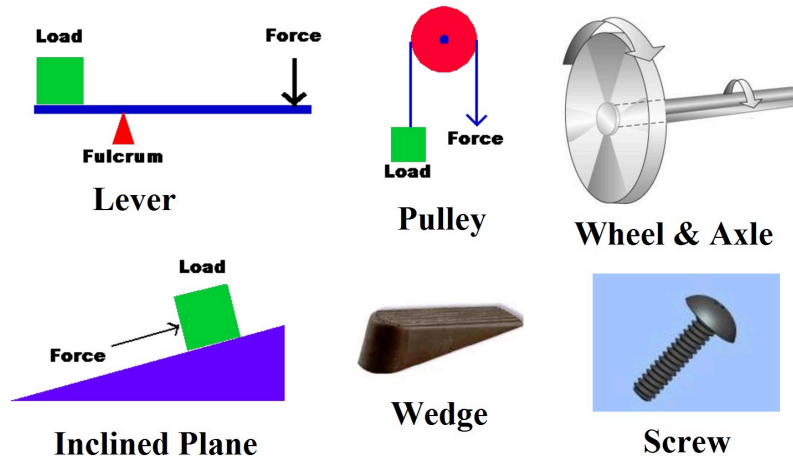 Load
Force
Fulcrum
Lever
Force
Load
Pulley
Wheel & Axle
Load
Force
Inclined Plane
Wedge
Screw